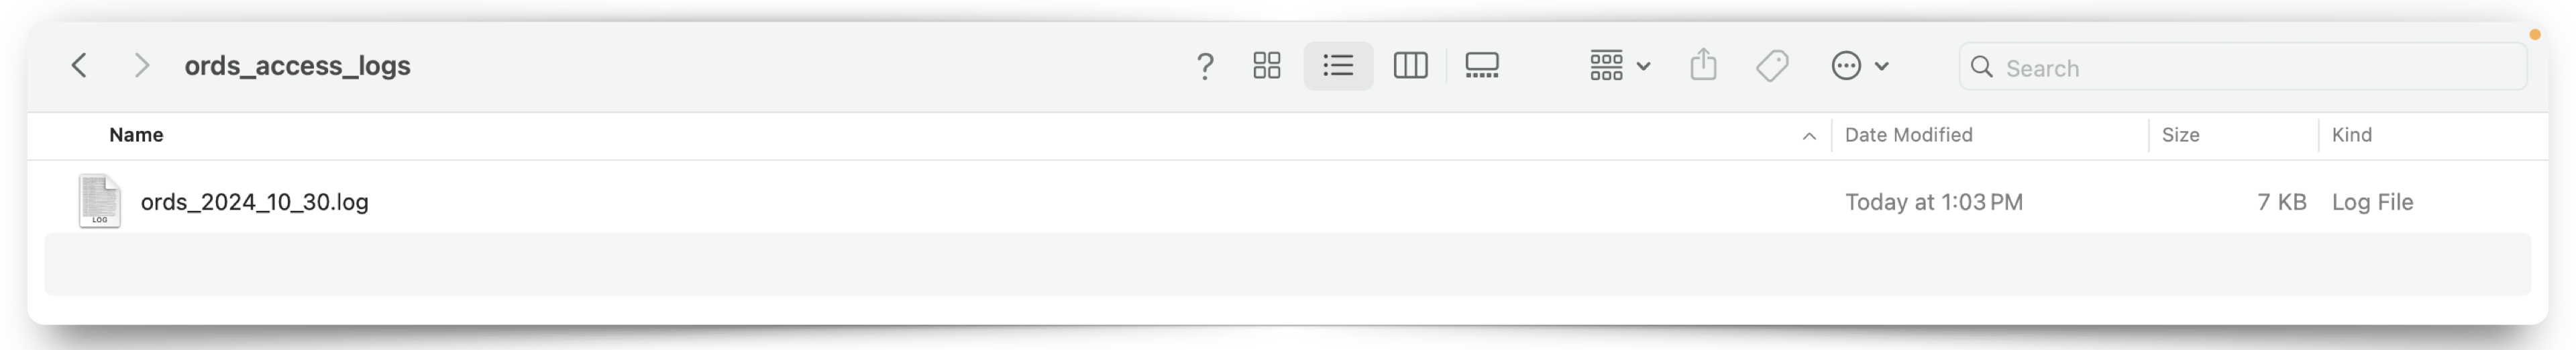 ords_access_logs
?
Search
Name
Date Modified
Size
Kind
LOG
ords_2024_10_30.log
Today at 1:03 PM
7 KB
Log File